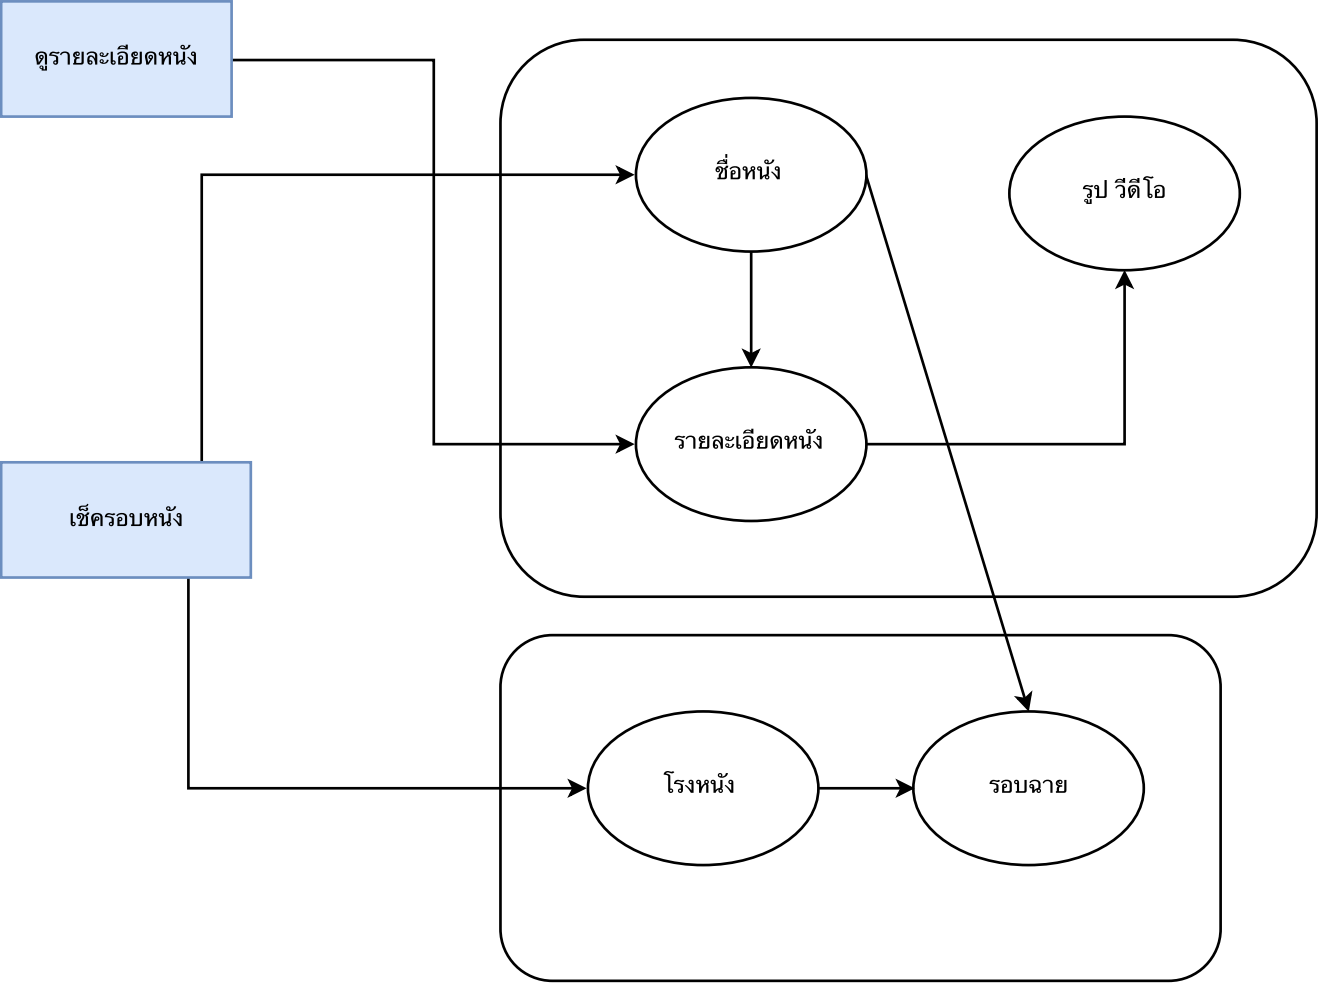 ดูรายละเอียดหนัง
ชื่อหนัง
รูป วีดีโอ
รายละเอียดหนัง
เช็ครอบหนัง
โรงหนัง
รอบฉาย